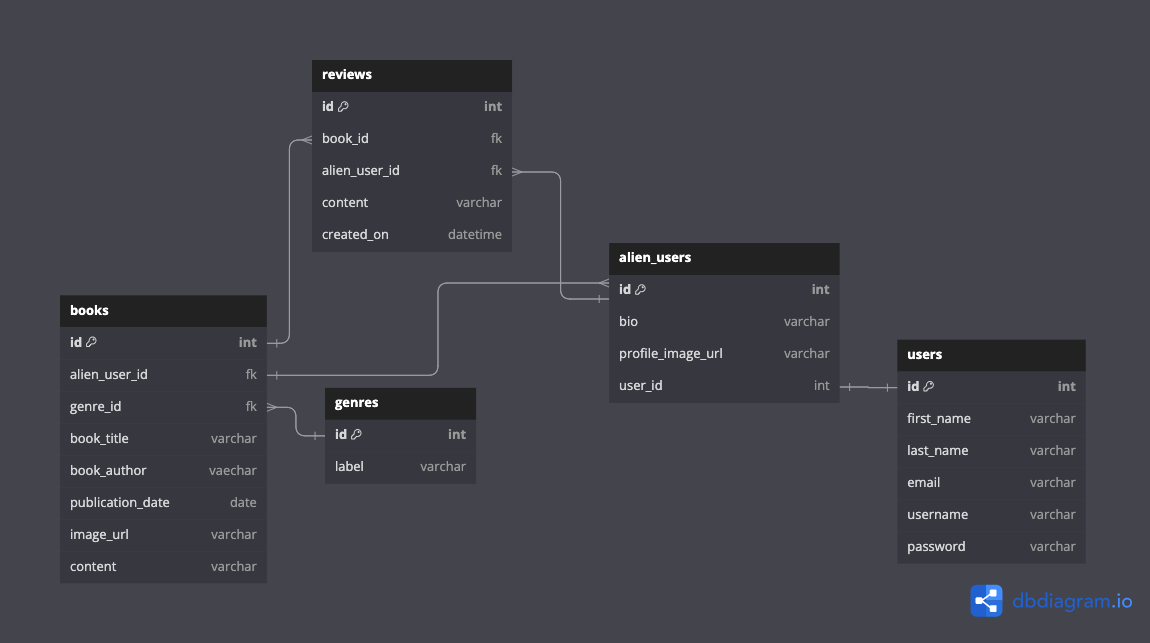 reviews
id int
book_id fk
alien_user_id fk
content varchar
created_on datetime
alien_users
id int
bio varchar
profile_image_url varchar
user_id int
books
id int
alien_user_id fk
genre_id fk
book_title varchar
book_author vaechar
publication_date date
image_url varchar
content varchar
genres
id int
label varchar
users
id int
first_name varchar
last_name varchar
email varchar
username varchar
password varchar
dbdiagram.io